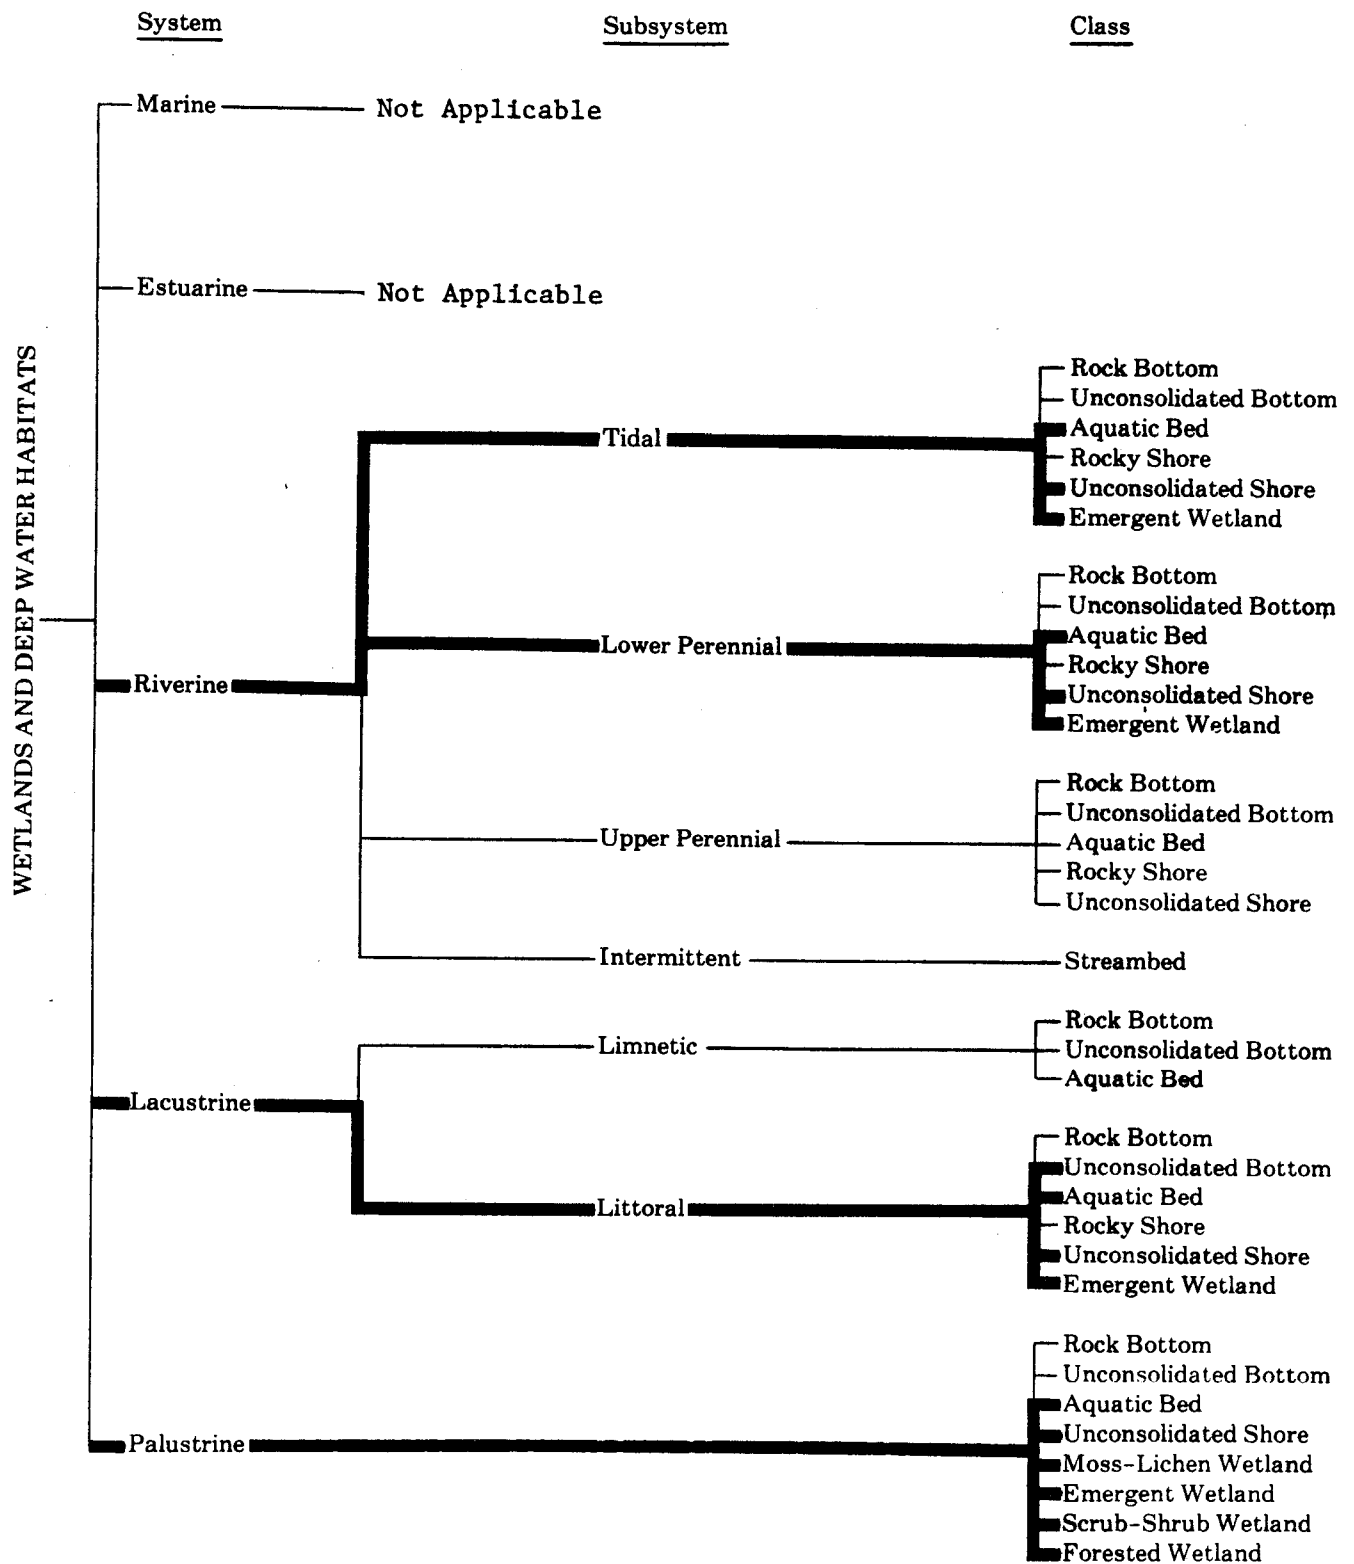 System Subsystem Class
Marine Not Applicable
Estuarine Not Applicable
WETLANDS AND DEEP WATER HABITATS
Riverine
Tidal
Rock Bottom
Unconsolidated Bottom
Aquatic Bed
Rocky Shore
Unconsolidated Shore
Emergent Wetland
Lower Perennial
Rock Bottom
Unconsolidated Bottom
Aquatic Bed
Rocky Shore
Unconsolidated Shore
Emergent Wetland
Upper Perennial
Rock Bottom
Unconsolidated Bottom
Aquatic Bed
Rocky Shore
Unconsolidated Shore
Intermittent
Streambed
Lacustrine
Limnetic
Rock Bottom
Unconsolidated Bottom
Aquatic Bed
Littoral
Rock Bottom
Unconsolidated Bottom
Aquatic Bed
Rocky Shore
Unconsolidated Shore
Emergent Wetland
Palustrine
Rock Bottom
Unconsolidated Bottom
Aquatic Bed
Unconsolidated Shore
Moss-Lichen Wetland
Emergent Wetland
Scrub-Shrub Wetland
Forested Wetland